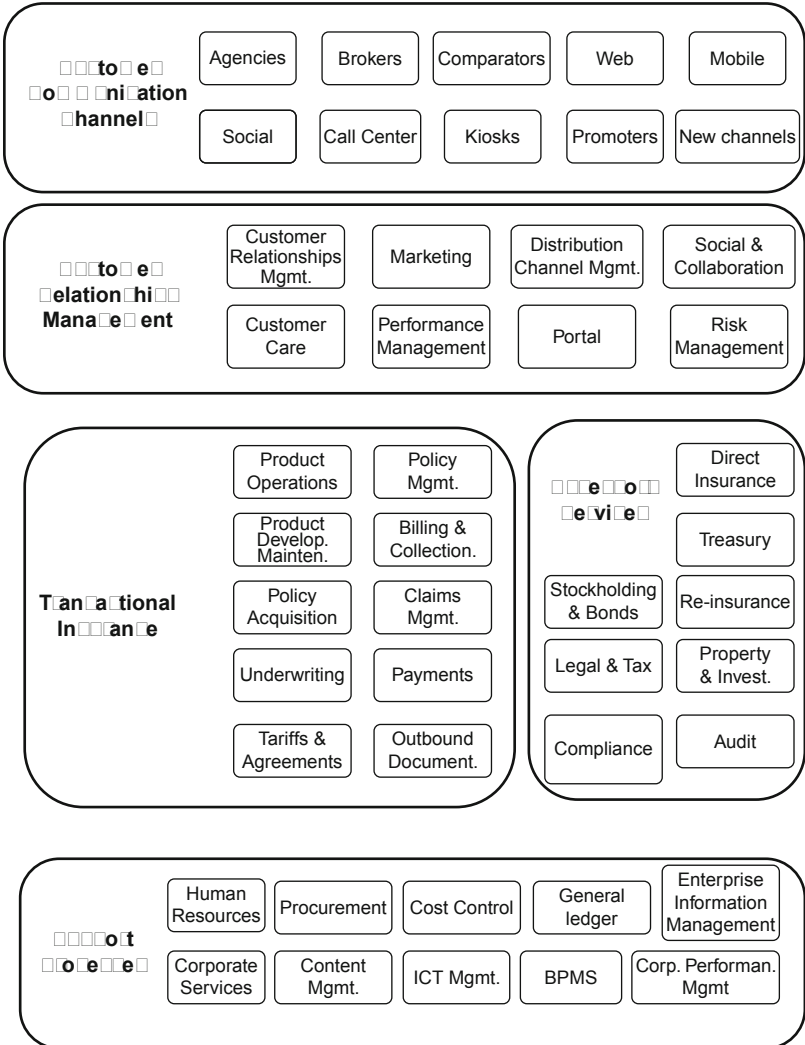 Agencies
Brokers
Comparators
Web
Mobile
Social
Call Center
Kiosks
Promoters
New channels
Customer
Relationships
Mgmt.
Marketing
Distribution
Channel Mgmt.
Social &
Collaboration
Customer
Care
Performance
Management
Portal
Risk
Management
Product
Operations
Policy
Mgmt.
Product
Develop.
Mainten.
Billing &
Collection.
Policy
Acquisition
Claims
Mgmt.
Underwriting
Payments
Tariffs &
Agreements
Outbound
Document.
Direct
Insurance
Treasury
Stockholding
& Bonds
Re-insurance
Legal & Tax
Property
& Invest.
Compliance
Audit
Human
Resources
Procurement
Cost Control
General
ledger
Enterprise
Information
Management
Corporate
Services
Content
Mgmt.
ICT Mgmt.
BPMS
Corp. Performan.
Mgmt